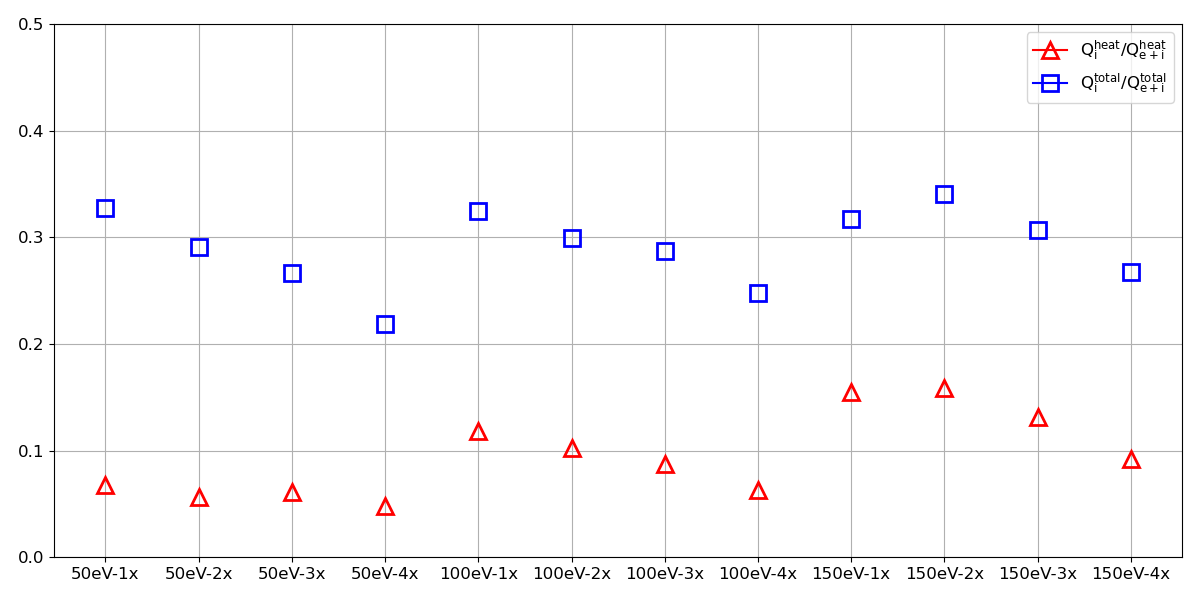 0.5
0.4
0.3
0.2
0.1
0.0
Q_i^heat/Q_e+i^heat
Q_i^total/Q_e+i^total
50eV-1x 50eV-2x 50eV-3x 50eV-4x 100eV-1x 100eV-2x 100eV-3x 100eV-4x 150eV-1x 150eV-2x 150eV-3x 150eV-4x